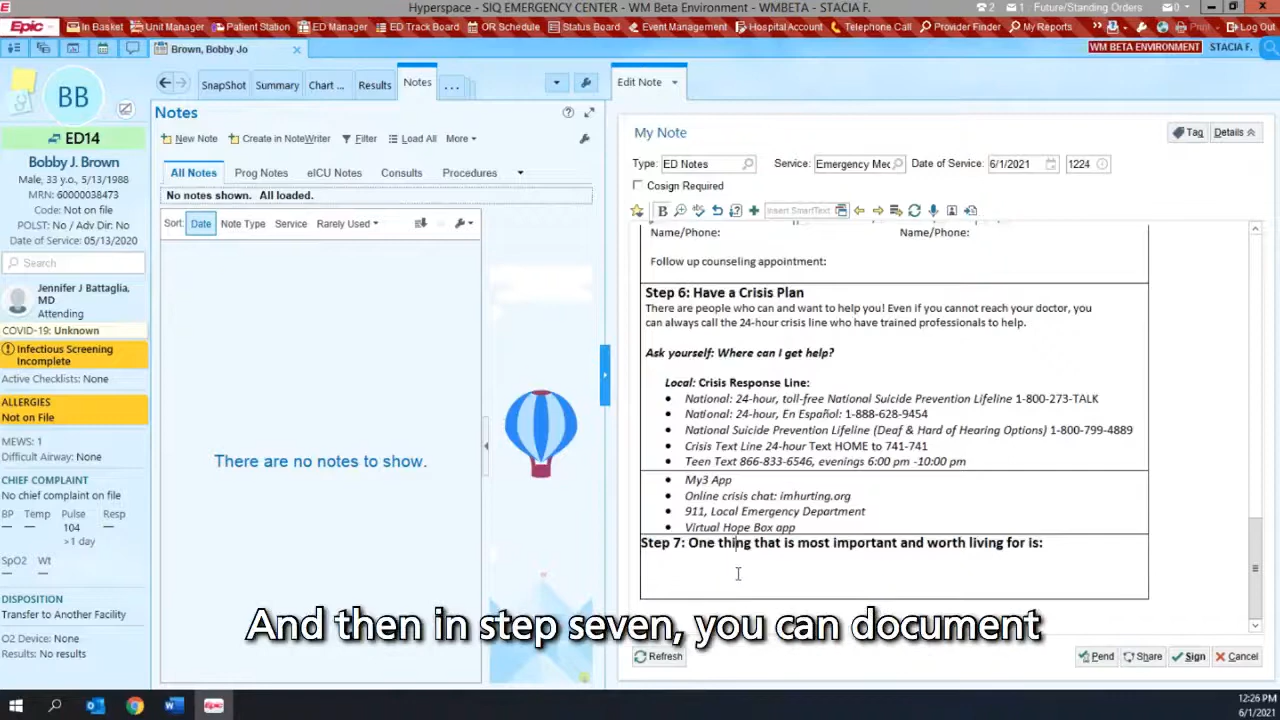 Hyperspace - SIQ EMERGENCY CENTER - WM Beta Environment - WMBETA - STACIA F.
2 1 Future/Standing Orders 0
Epic In Basket Unit Manager Patient Station ED Manager ED Track Board OR Schedule Status Board Event Management Hospital Account Telephone Call Provider Finder My Reports Print Log Out
Brown, Bobby Jo
WM BETA ENVIRONMENT STACIA F.
BB
ED14
Bobby J. Brown
Male, 33 y.o., 5/13/1988
MRN: 60000038473
Code: Not on file
POLST: No / Adv Dir: No
Date of Service: 05/13/2020
Search
Jennifer J Battaglia, MD
Attending
COVID-19: Unknown
Infectious Screening Incomplete
Active Checklists: None
ALLERGIES
Not on File
MEWS: 1
Difficult Airway: None
CHIEF COMPLAINT
No chief complaint on file
BP Temp Pulse Resp
— — 104 —
>1 day
SpO2 Wt
— —
DISPOSITION
Transfer to Another Facility
O2 Device: None
Results: No results
SnapShot Summary Chart ... Results Notes ...
Notes
New Note Create in NoteWriter Filter Load All More
All Notes Prog Notes eICU Notes Consults Procedures
No notes shown. All loaded.
Sort: Date Note Type Service Rarely Used
There are no notes to show.
Edit Note
My Note
Tag Details
Type: ED Notes Service: Emergency Mec Date of Service: 6/1/2021 1224
Cosign Required
B Insert SmartText
Name/Phone: Name/Phone:
Follow up counseling appointment:
Step 6: Have a Crisis Plan
There are people who can and want to help you! Even if you cannot reach your doctor, you
can always call the 24-hour crisis line who have trained professionals to help.
Ask yourself: Where can I get help?
Local: Crisis Response Line:
• National: 24-hour, toll-free National Suicide Prevention Lifeline 1-800-273-TALK
• National: 24-hour, En Español: 1-888-628-9454
• National Suicide Prevention Lifeline (Deaf & Hard of Hearing Options) 1-800-799-4889
• Crisis Text Line 24-hour Text HOME to 741-741
• Teen Text 866-833-6546, evenings 6:00 pm -10:00 pm
• My3 App
• Online crisis chat: imhurting.org
• 911, Local Emergency Department
• Virtual Hope Box app
Step 7: One thing that is most important and worth living for is:
And then in step seven, you can document
Refresh Pend Share Sign Cancel
12:26 PM
6/1/2021